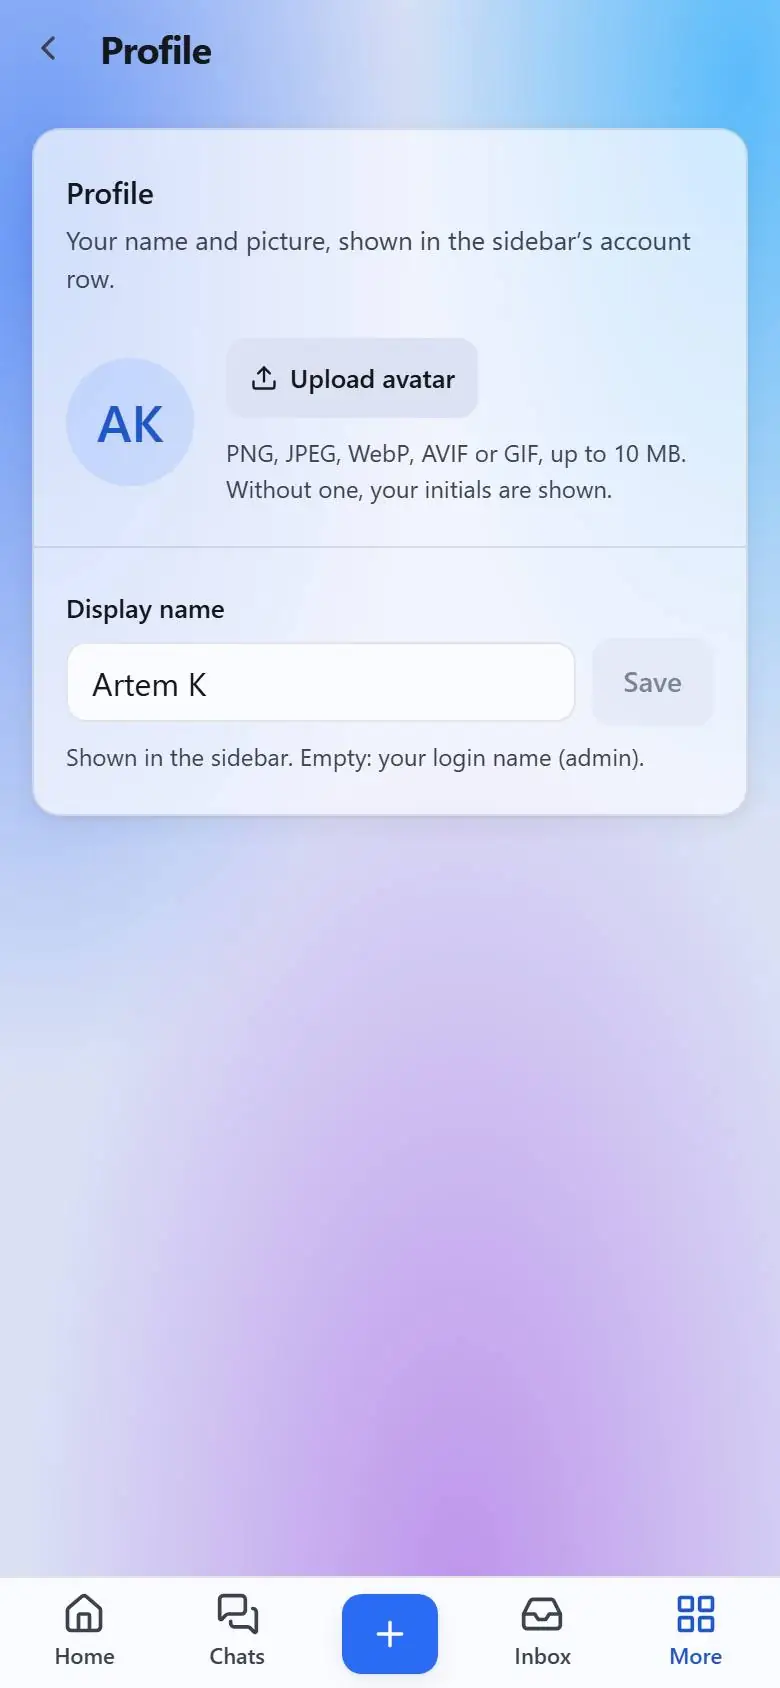 Profile
Profile
Your name and picture, shown in the sidebar’s account
row.
AK
Upload avatar
PNG, JPEG, WebP, AVIF or GIF, up to 10 MB.
Without one, your initials are shown.
Display name
Artem K
Save
Shown in the sidebar. Empty: your login name (admin).
Home
Chats
Inbox
More